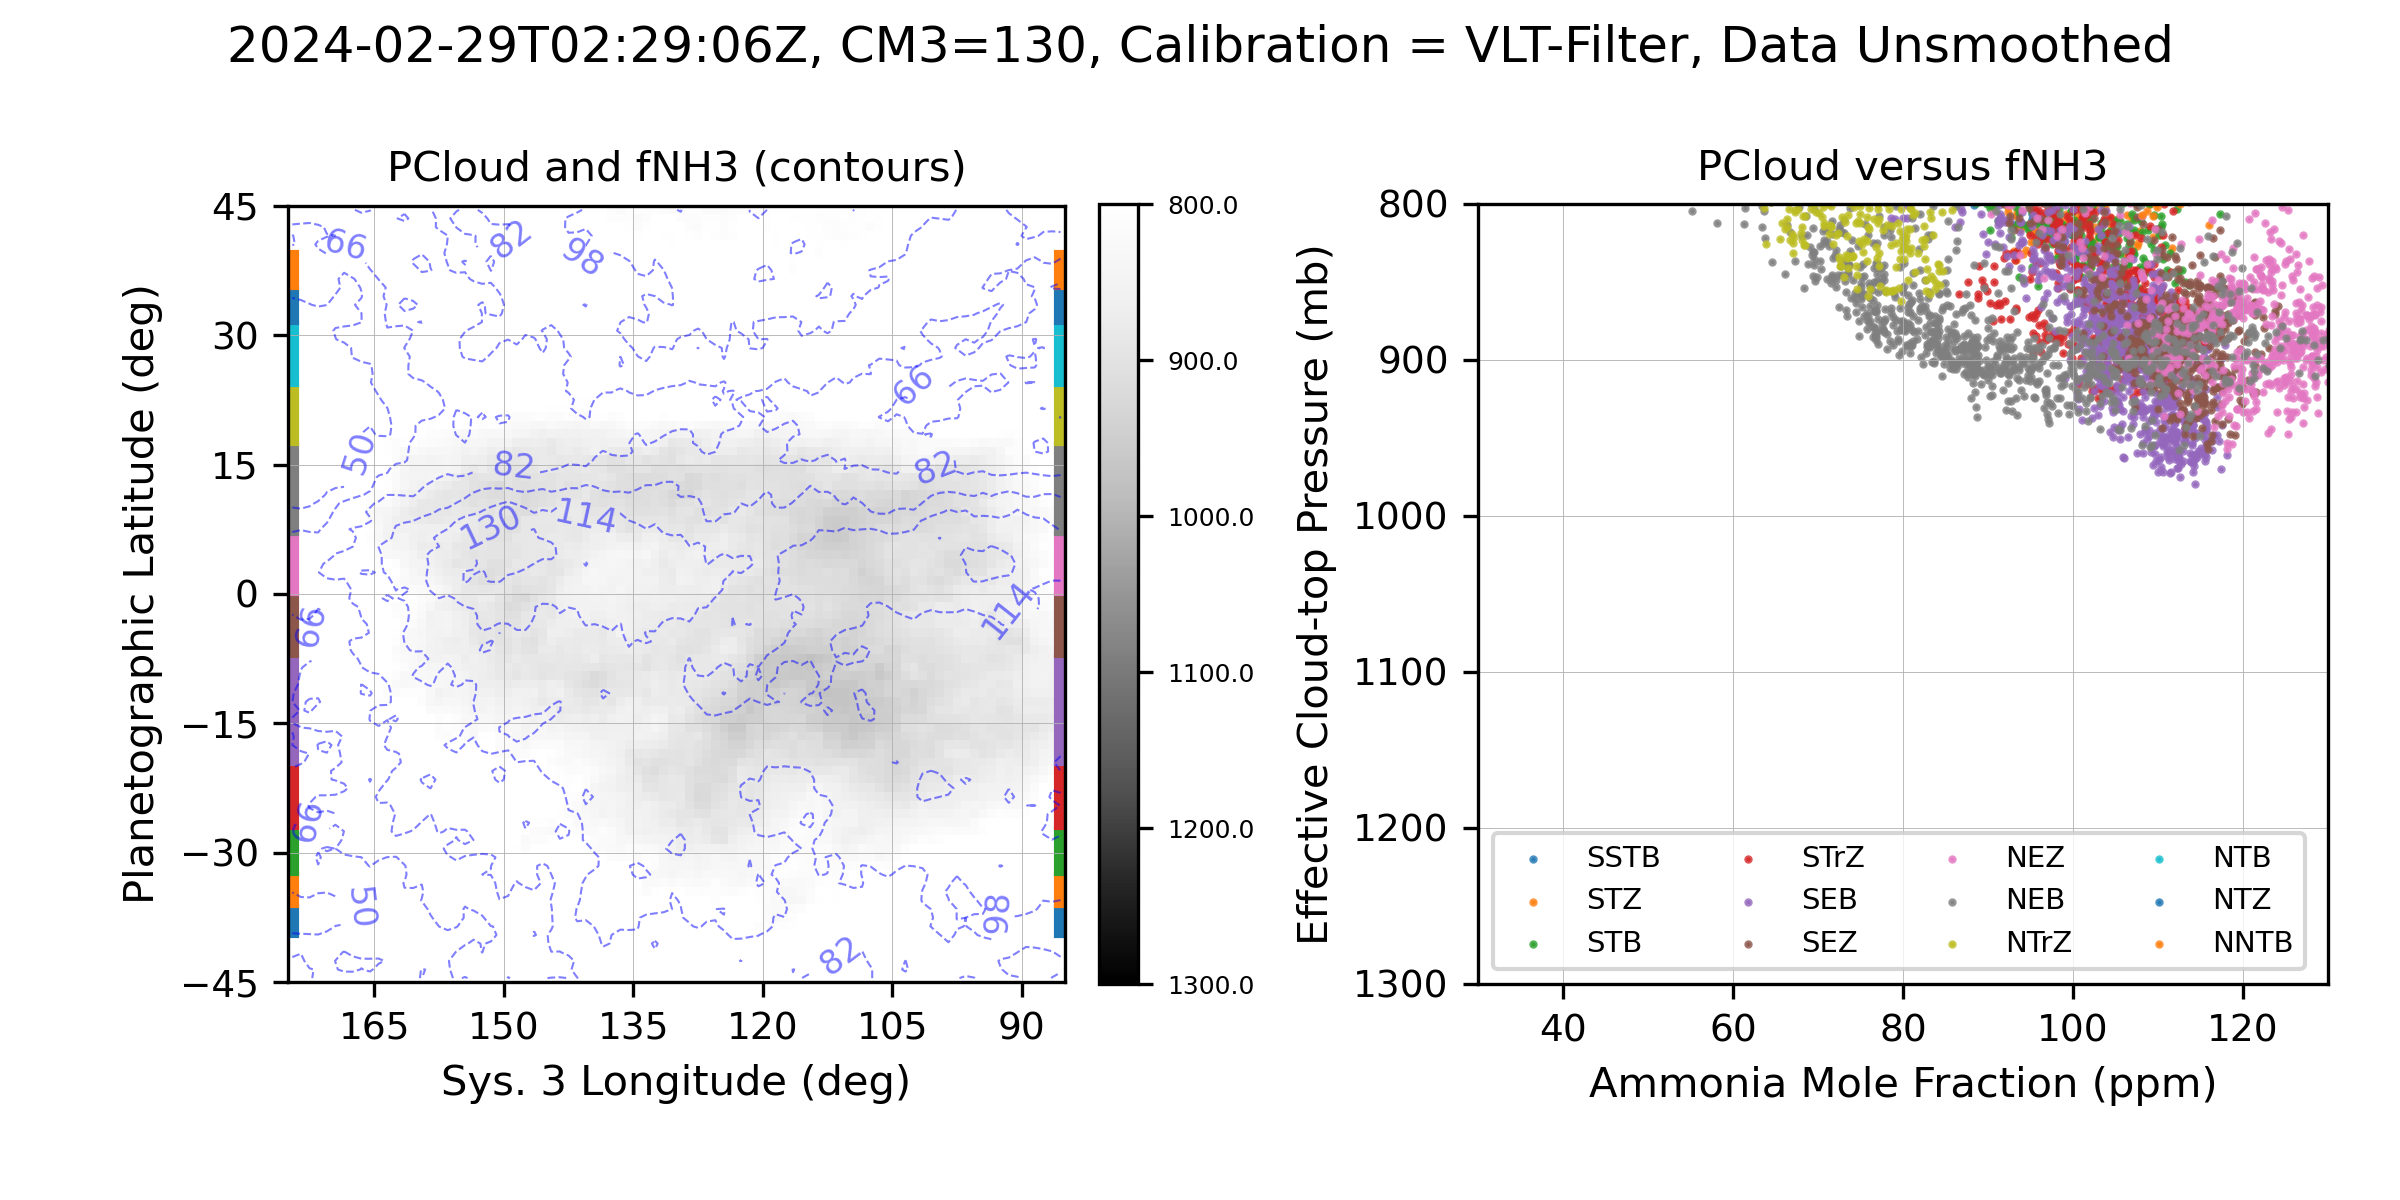 2024-02-29T02:29:06Z, CM3=130, Calibration = VLT-Filter, Data Unsmoothed
PCloud and fNH3 (contours)
Planetographic Latitude (deg)
45
30
15
0
−15
−30
−45
165
150
135
120
105
90
Sys. 3 Longitude (deg)
66
82
98
66
50
82
82
130
114
114
66
66
50
98
82
800.0
900.0
1000.0
1100.0
1200.0
1300.0
PCloud versus fNH3
Effective Cloud-top Pressure (mb)
800
900
1000
1100
1200
1300
40
60
80
100
120
Ammonia Mole Fraction (ppm)
SSTB
STZ
STB
STrZ
SEB
SEZ
NEZ
NEB
NTrZ
NTB
NTZ
NNTB